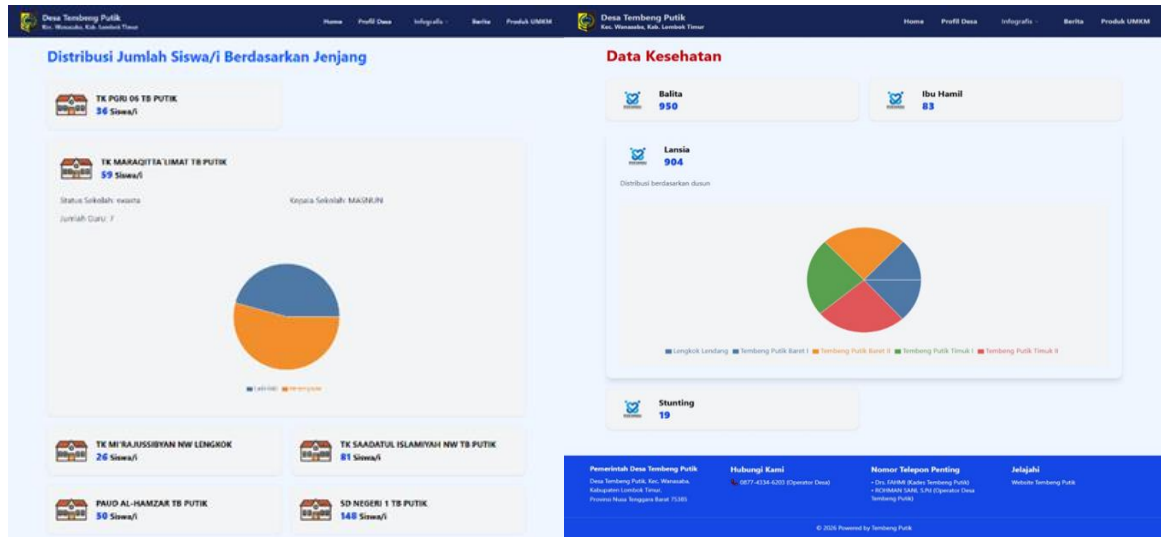 Desa Tembeng Putik
Kec. Wanasaba, Kab. Lombok Timur
Home Profil Desa Infografis Berita Produk UMKM
Distribusi Jumlah Siswa/i Berdasarkan Jenjang
TK PGRI 06 TB PUTIK
36 Siswa/i
TK MARAQITTA'LIMAT TB PUTIK
59 Siswa/i
Status Sekolah: swasta
Kepala Sekolah: MASNUN
Jumlah Guru: 7
Laki-laki Perempuan
TK MI'RAJUSSIBYAN NW LENGKOK
26 Siswa/i
TK SAADATUL ISLAMIYAH NW TB PUTIK
81 Siswa/i
PAUD AL-HAMZAR TB PUTIK
50 Siswa/i
SD NEGERI 1 TB PUTIK
148 Siswa/i
Desa Tembeng Putik
Kec. Wanasaba, Kab. Lombok Timur
Home Profil Desa Infografis Berita Produk UMKM
Data Kesehatan
Balita
950
Ibu Hamil
83
Lansia
904
Distribusi berdasarkan dusun
Lengkok Lendang Tembeng Putik Barat I Tembeng Putik Barat II Tembeng Putik Timuk I Tembeng Putik Timuk II
Stunting
19
Pemerintah Desa Tembeng Putik
Desa Tembeng Putik, Kec. Wanasaba,
Kabupaten Lombok Timur,
Provinsi Nusa Tenggara Barat
Hubungi Kami
0877-4334-6203 (Operator Desa)
Nomor Telepon Penting
• Drs. FAHMI (Kades Tembeng Putik)
• ROHMAN SANI, S.Pd (Operator Desa
Tembeng Putik)
Jelajahi
Website Tembeng Putik
© 2026 Powered by Tembeng Putik